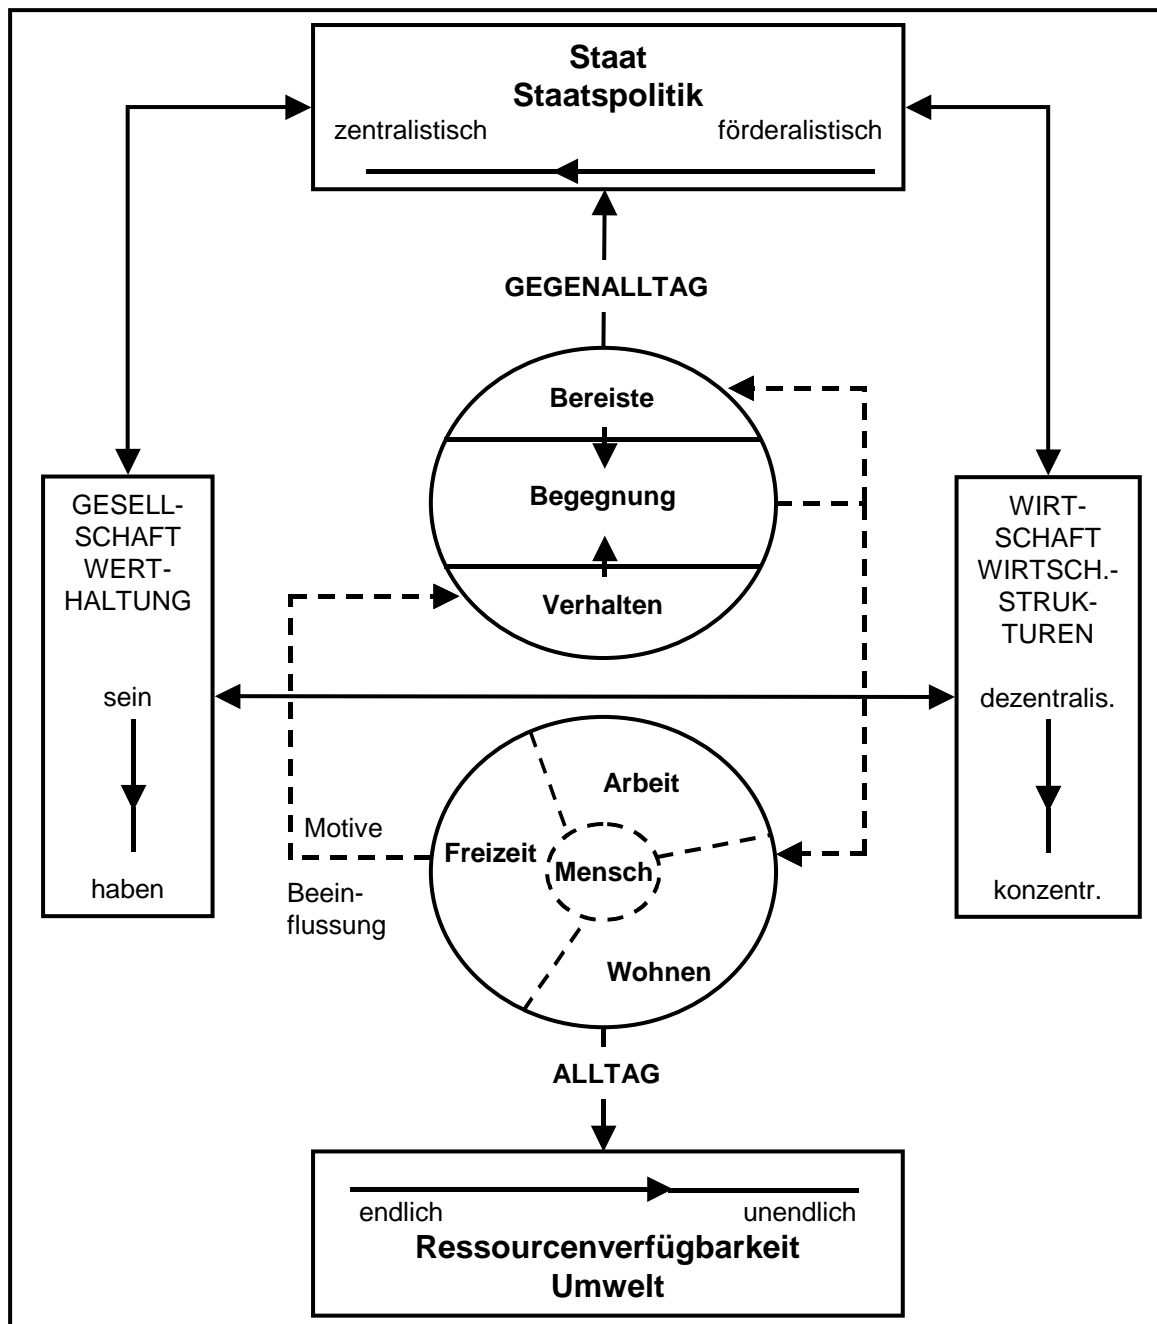 Staat
Staatspolitik
zentralistisch förderalistisch
GEGENALLTAG
Bereiste
Begegnung
Verhalten
GESELL-
SCHAFT
WERT-
HALTUNG
sein
haben
WIRT-
SCHAFT
WIRTSCH.-
STRUK-
TUREN
dezentralis.
konzentr.
Motive
Beein-
flussung
Arbeit
Freizeit
Mensch
Wohnen
ALLTAG
endlich unendlich
Ressourcenverfügbarkeit
Umwelt